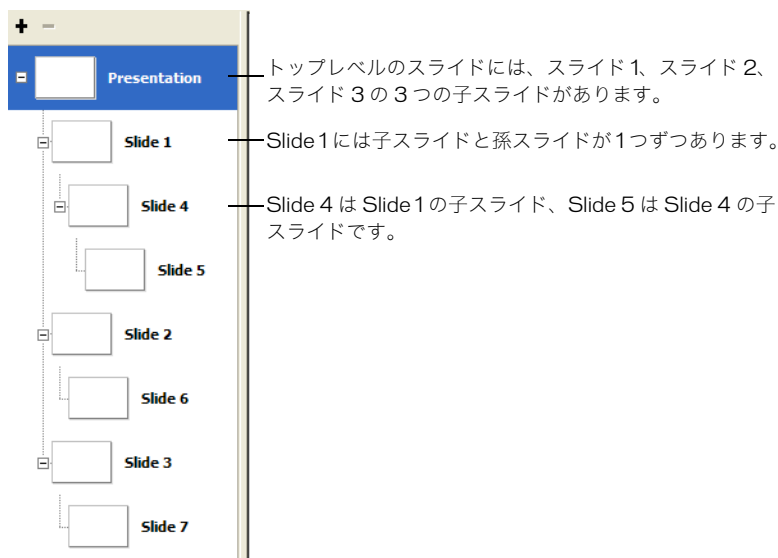 Presentation
トップレベルのスライドには、スライド1、スライド2、
スライド3の3つの子スライドがあります。
Slide 1
Slide1には子スライドと孫スライドが1つずつあります。
Slide 4
Slide 4 は Slide1の子スライド、Slide 5 は Slide 4 の子
スライドです。
Slide 5
Slide 2
Slide 6
Slide 3
Slide 7